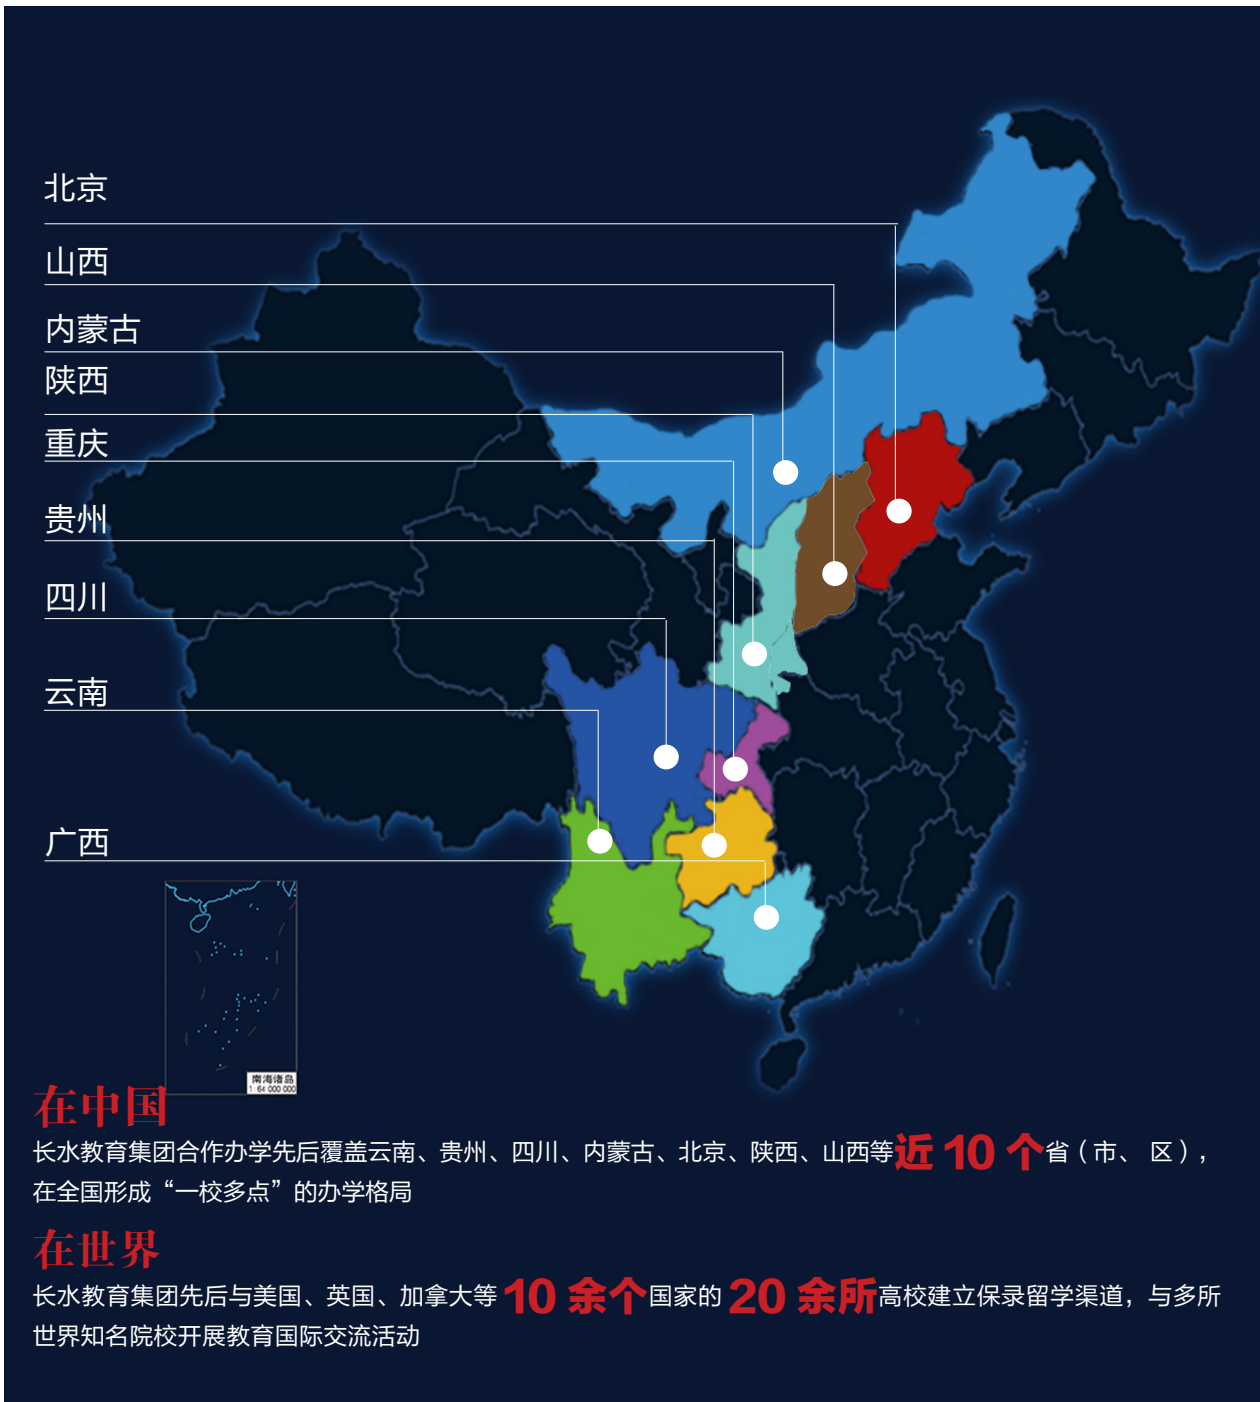 北京
山西
内蒙古
陕西
重庆
贵州
四川
云南
广西
南海诸岛
1:64 000 000
在中国
长水教育集团合作办学先后覆盖云南、贵州、四川、内蒙古、北京、陕西、山西等近 10 个省（市、 区），
在全国形成“一校多点”的办学格局
在世界
长水教育集团先后与美国、英国、加拿大等 10 余个国家的 20 余所高校建立保录留学渠道，与多所
世界知名院校开展教育国际交流活动